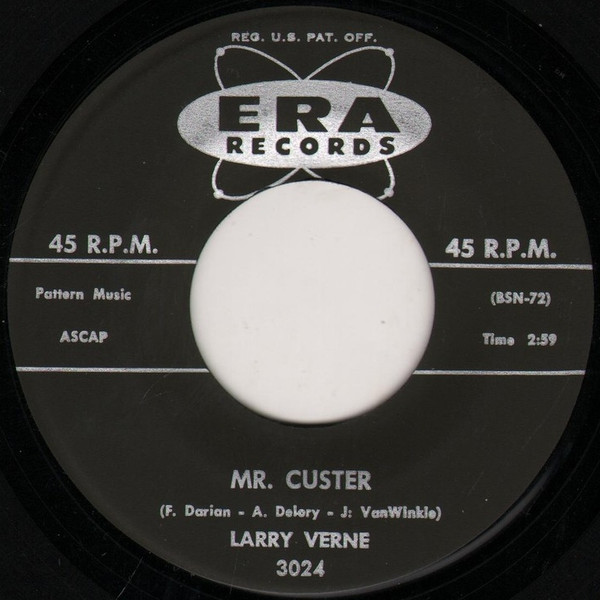 REG. U.S. PAT. OFF.
ERA
RECORDS
45 R.P.M.
45 R.P.M.
Pattern Music
(BSN-72)
ASCAP
Time 2:59
MR. CUSTER
(F. Darian - A. Delory - J. VanWinkle)
LARRY VERNE
3024